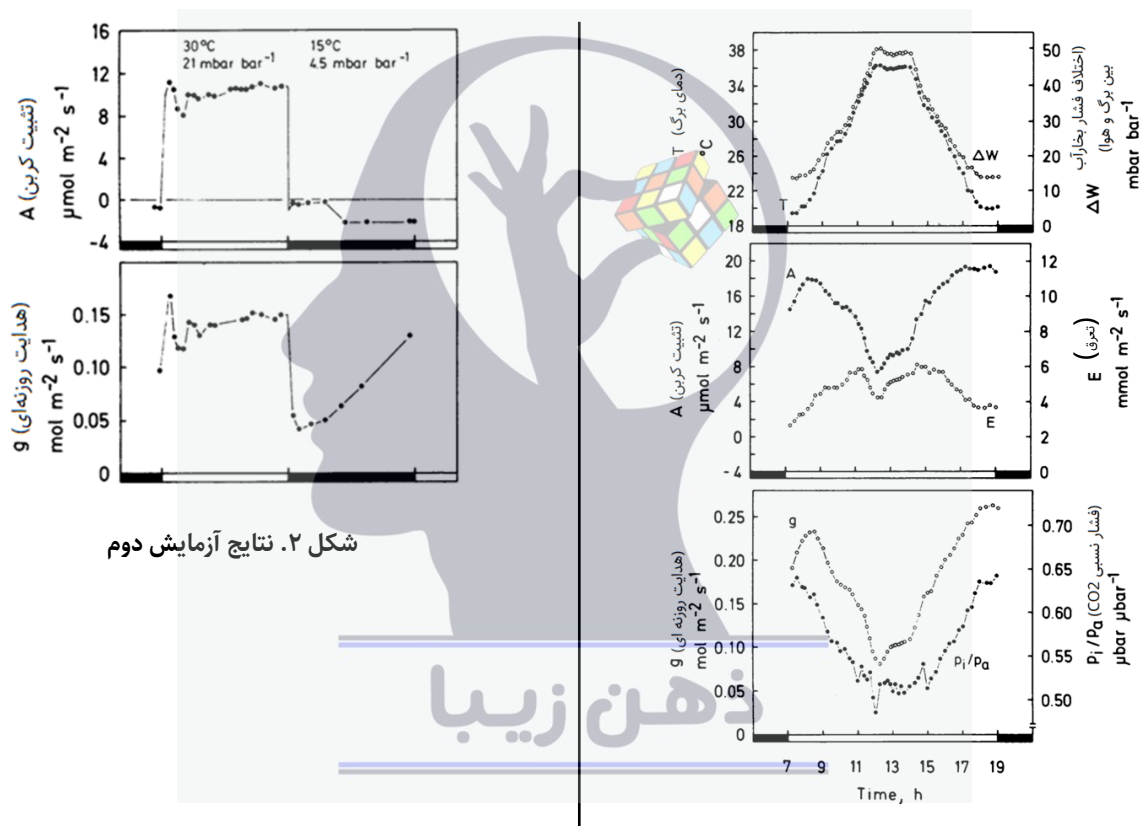 16
12
8
4
0
-4
A (تثبیت کربن)
µmol m⁻² s⁻¹
30°C
21 mbar bar⁻¹
15°C
4.5 mbar bar⁻¹
0.15
0.10
0.05
0
g (هدایت روزنه‌ای)
mol m⁻² s⁻¹
شکل ۲. نتایج آزمایش دوم
38
34
30
26
22
18
T (دمای برگ)
°C
T
ΔW
50
40
30
20
10
0
(اختلاف فشار بخارآب
بین برگ و هوا)
ΔW
mbar bar⁻¹
20
16
12
8
4
0
-4
A (تثبیت کربن)
µmol m⁻² s⁻¹
A
E
12
10
8
6
4
2
0
E (تعرق)
mmol m⁻² s⁻¹
0.25
0.20
0.15
0.10
0.05
0
g (هدایت روزنه ای)
mol m⁻² s⁻¹
g
pᵢ/pₐ
0.70
0.65
0.60
0.55
0.50
pᵢ/pₐ (فشار نسبی CO2)
µbar µbar⁻¹
7 9 11 13 15 17 19
Time, h
ذهن زیبا